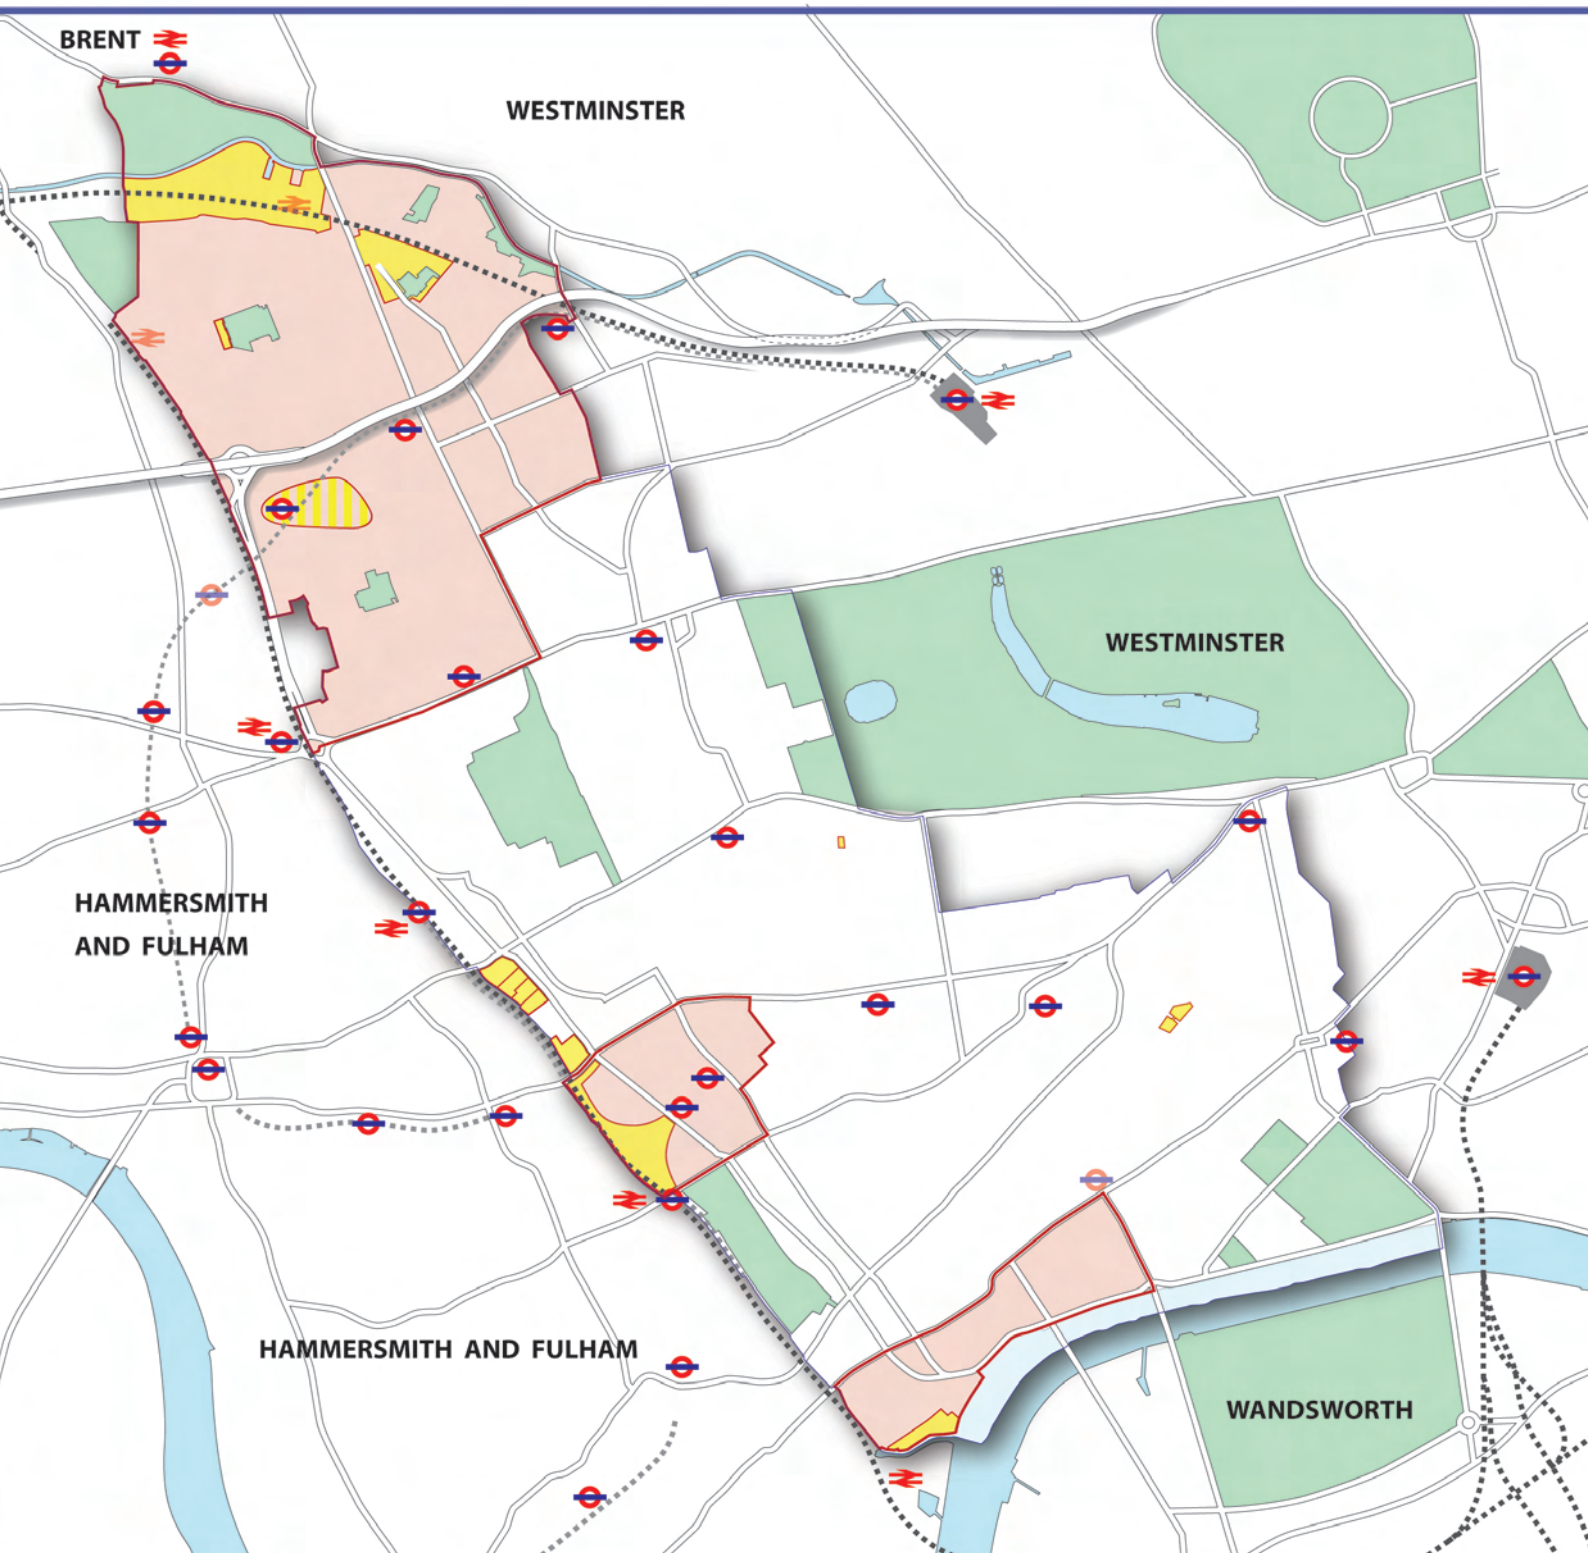 BRENT
WESTMINSTER
WESTMINSTER
HAMMERSMITH
AND FULHAM
HAMMERSMITH AND FULHAM
WANDSWORTH